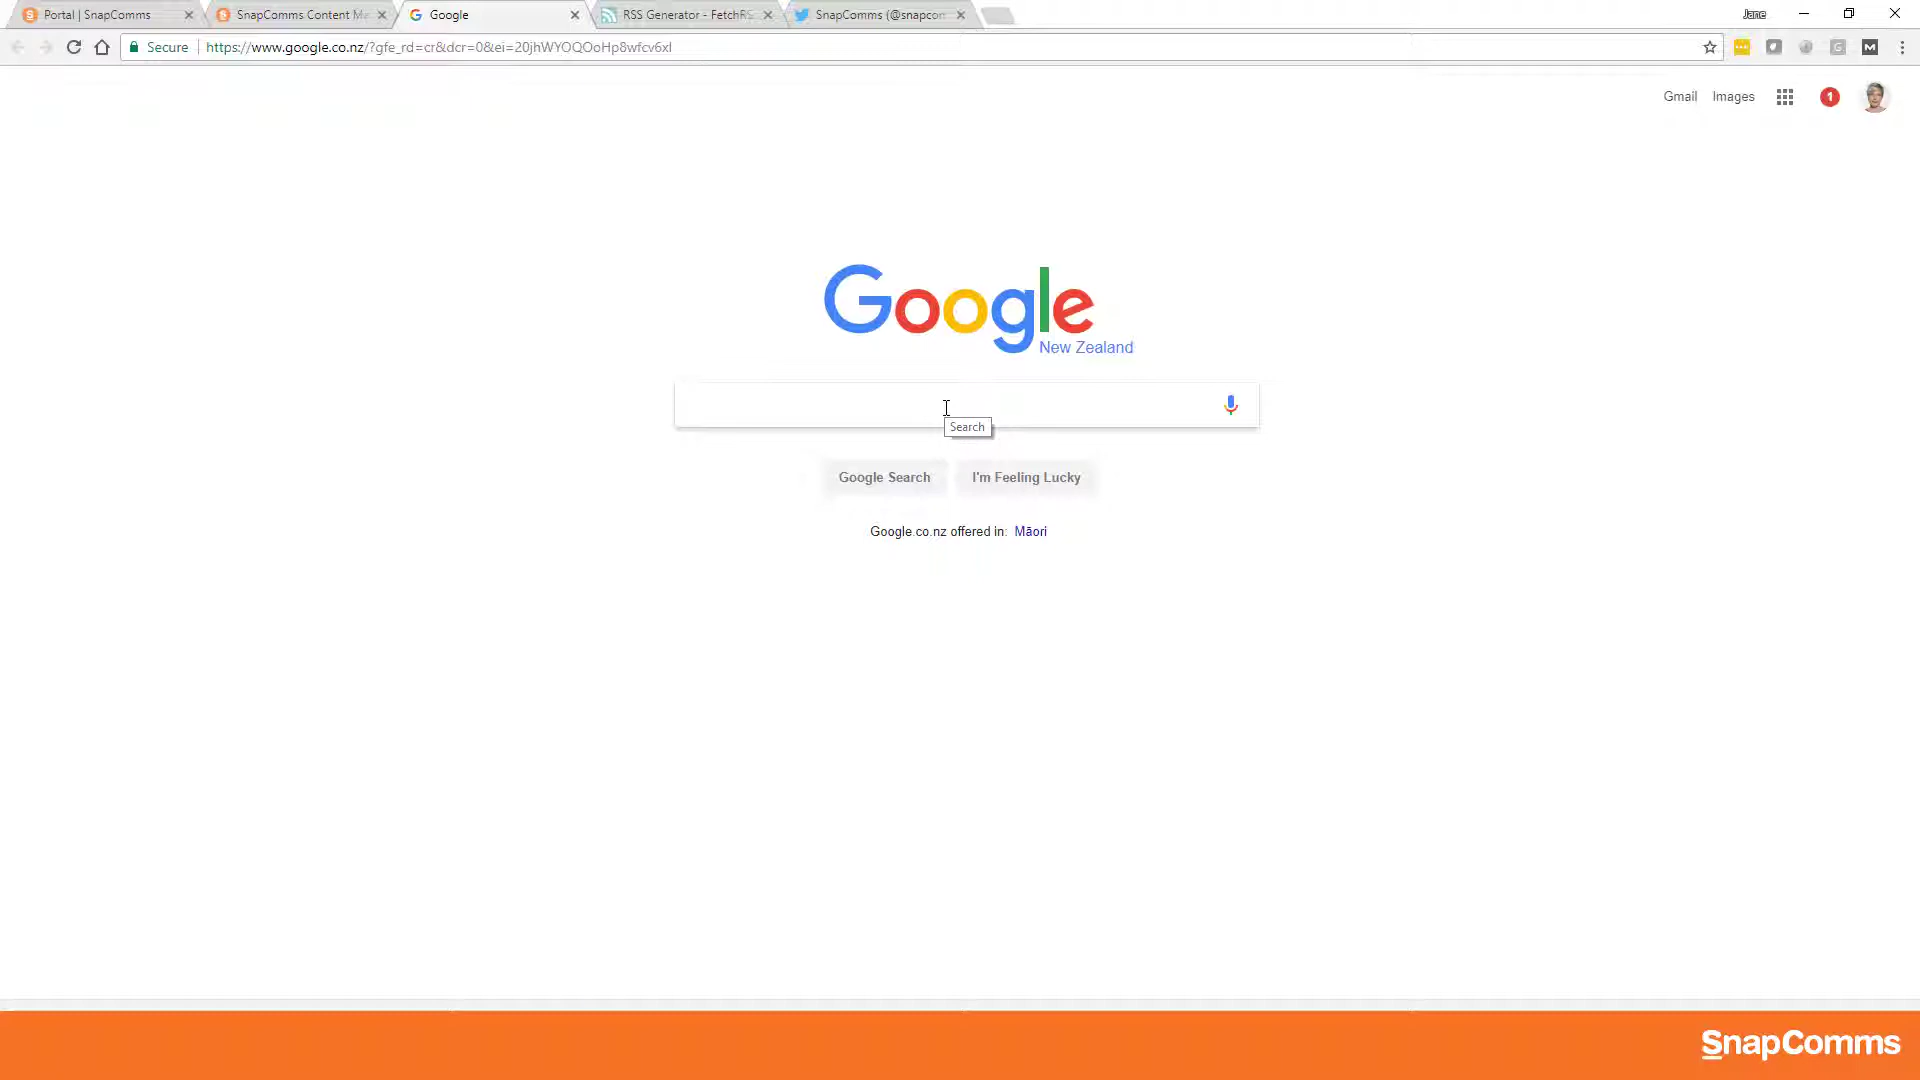 Portal | SnapComms
SnapComms Content Ma
Google
RSS Generator - FetchRS
SnapComms (@snapcom
Jane
Secure
https://www.google.co.nz/?gfe_rd=cr&dcr=0&ei=20jhWYOQOoHp8wfcv6xI
Gmail
Images
1
Google
New Zealand
Search
Google Search
I'm Feeling Lucky
Google.co.nz offered in: Māori
SnapComms